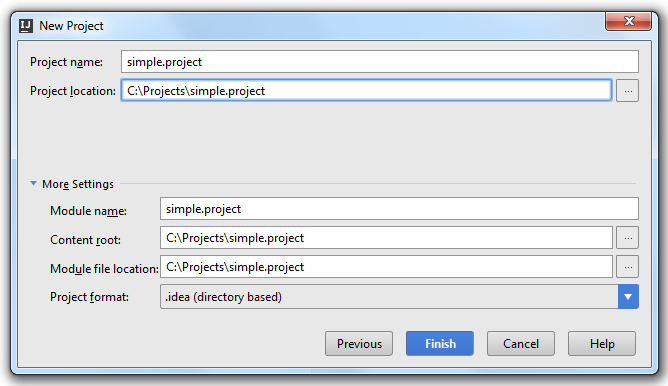 New Project
Project name: simple.project
Project location: C:\Projects\simple.project ...
More Settings
Module name: simple.project
Content root: C:\Projects\simple.project ...
Module file location: C:\Projects\simple.project ...
Project format: .idea (directory based)
Previous Finish Cancel Help